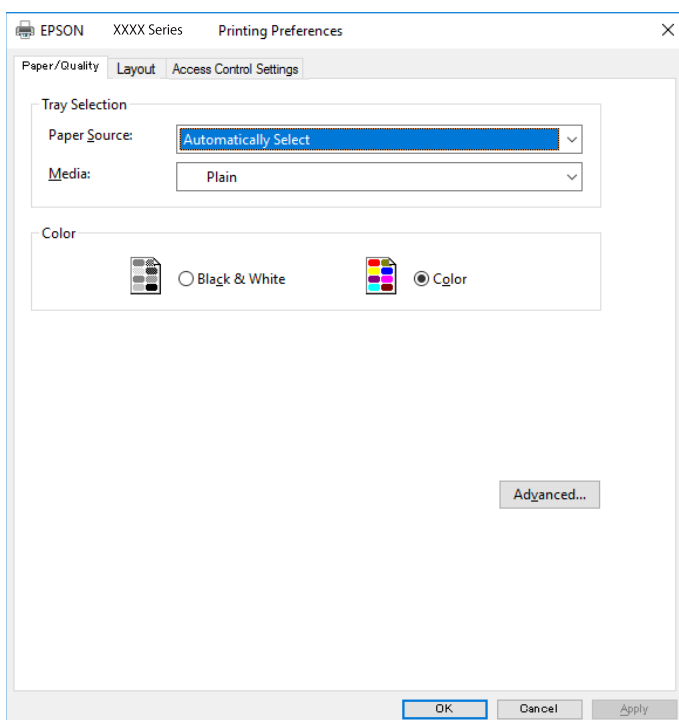 EPSON XXXX Series Printing Preferences
Paper/Quality Layout Access Control Settings
Tray Selection
Paper Source: Automatically Select
Media: Plain
Color
Black & White Color
Advanced...
OK Cancel Apply